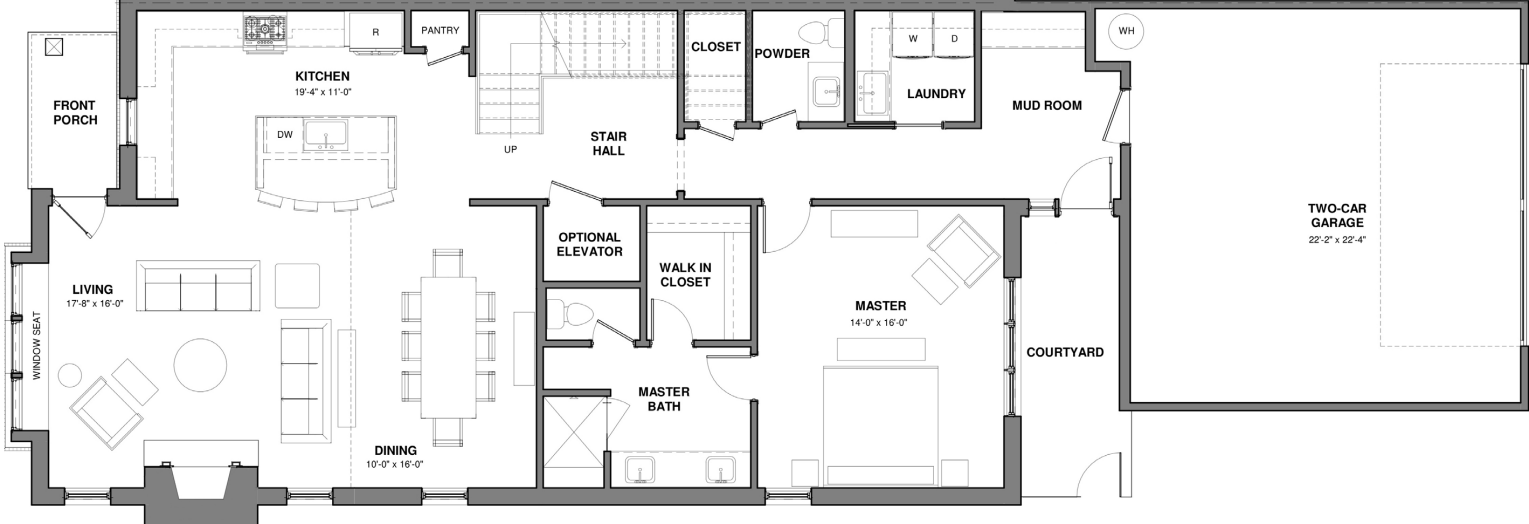 FRONT
PORCH
KITCHEN
19'-4" x 11'-0"
R
PANTRY
DW
UP
STAIR
HALL
CLOSET
POWDER
W
D
LAUNDRY
MUD ROOM
WH
TWO-CAR
GARAGE
22'-2" x 22'-4"
OPTIONAL
ELEVATOR
WALK IN
CLOSET
LIVING
17'-8" x 16'-0"
WINDOW SEAT
MASTER
14'-0" x 16'-0"
COURTYARD
MASTER
BATH
DINING
10'-0" x 16'-0"